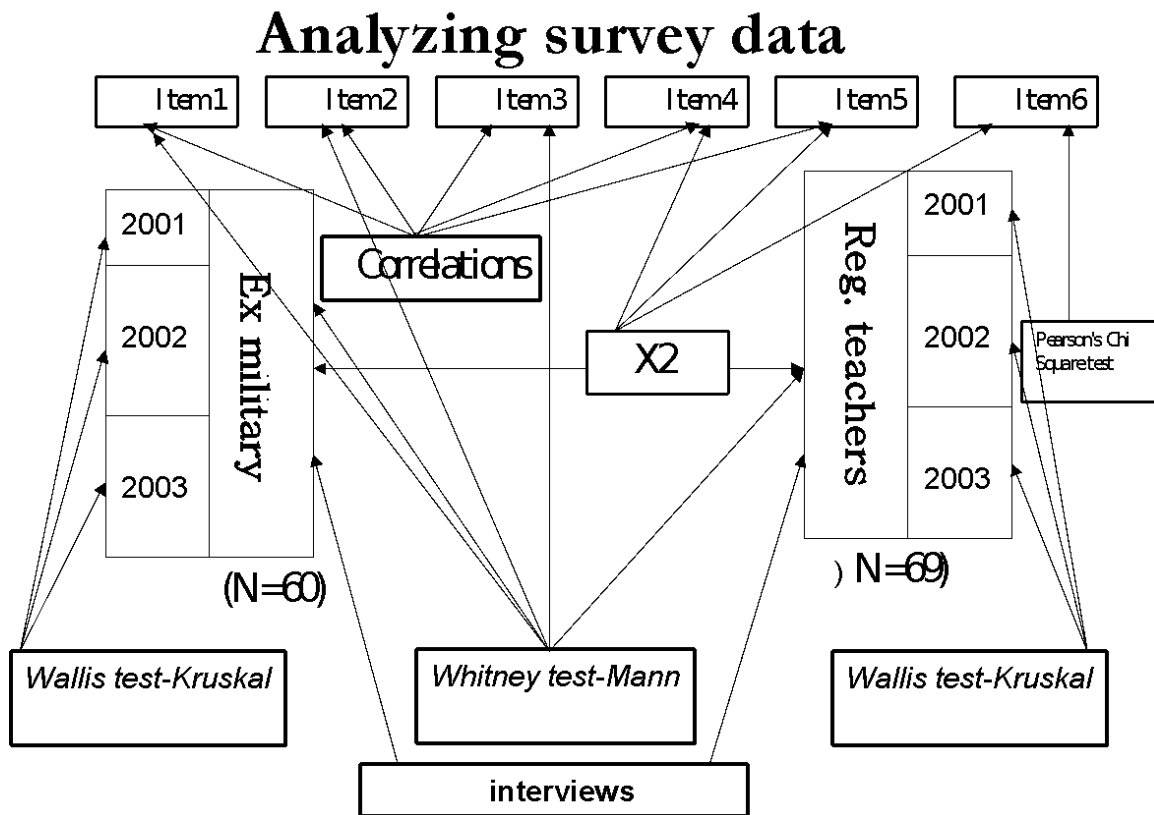 Analyzing survey data
Item1
Item2
Item3
Item4
Item5
Item6
2001
2002
2003
Ex military
(N=60)
Correlations
X2
Reg. teachers
2001
2002
2003
) N=69)
Pearson's Chi
Square test
Wallis test-Kruskal
Whitney test-Mann
Wallis test-Kruskal
interviews